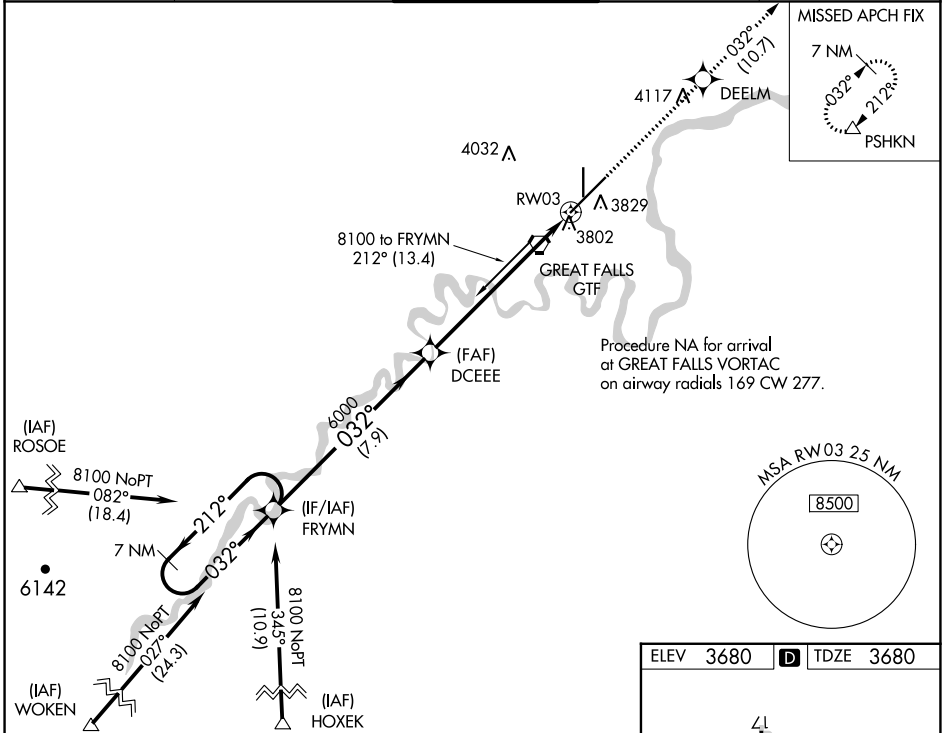 MISSED APCH FIX
7 NM
032°
212°
PSHKN
032°
(10.7)
4117
DEELM
4032
RW03
3829
3802
8100 to FRYMN
212° (13.4)
GREAT FALLS
GTF
Procedure NA for arrival
at GREAT FALLS VORTAC
on airway radials 169 CW 277.
(FAF)
DCEEE
6000
032°
(7.9)
(IAF)
ROSOE
8100 NoPT
082°
(18.4)
212°
7 NM
032°
(IF/IAF)
FRYMN
6142
8100 NoPT
027°
(24.3)
8100 NoPT
345°
(10.9)
(IAF)
WOKEN
(IAF)
HOXEK
MSA RW03 25 NM
8500
ELEV 3680 D TDZE 3680
17